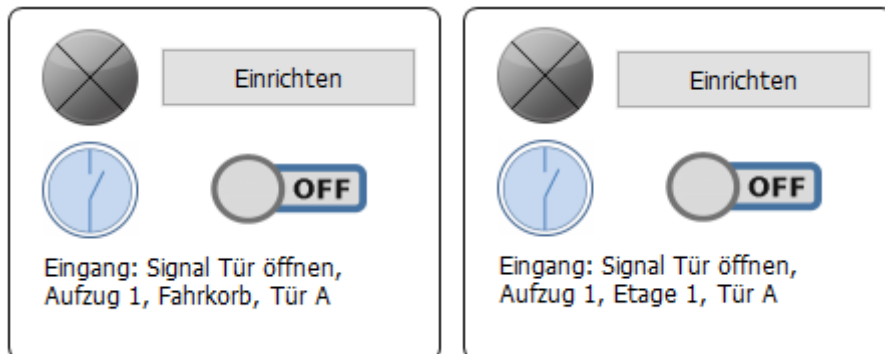 Einrichten
OFF
Eingang: Signal Tür öffnen,
Aufzug 1, Fahrkorb, Tür A
Einrichten
OFF
Eingang: Signal Tür öffnen,
Aufzug 1, Etage 1, Tür A